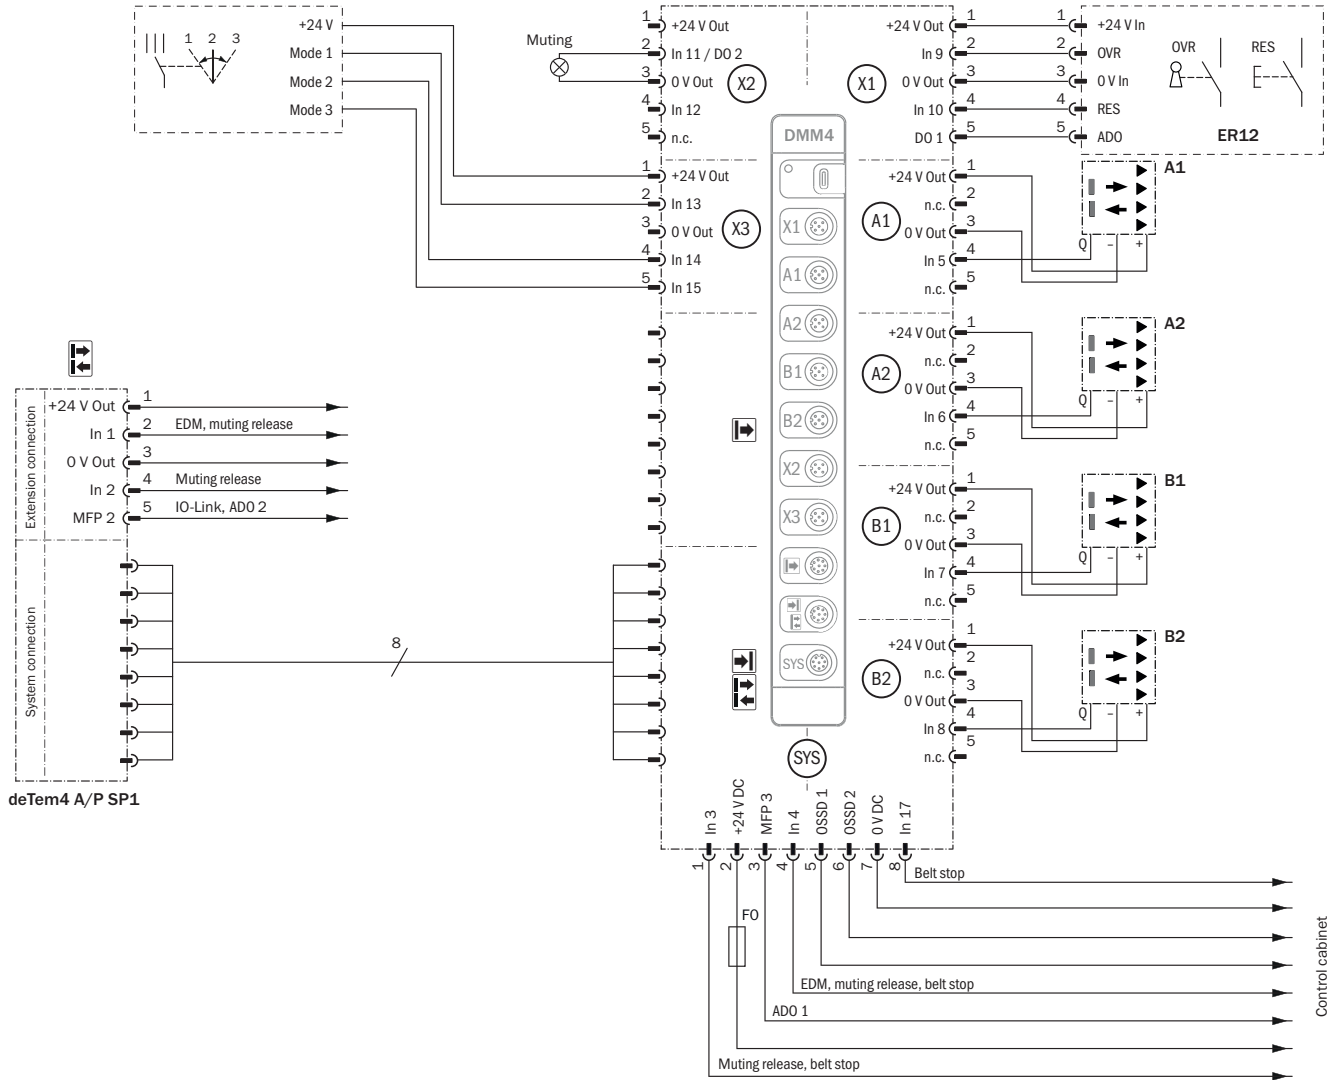 1 2 3
+24 V
Mode 1
Mode 2
Mode 3
Muting
1 +24 V Out
2 In 11 / DO 2
3 0 V Out
4 In 12
5 n.c.
X2
1 +24 V Out
2 In 13
3 0 V Out
4 In 14
5 In 15
X3
DMM4
X1
A1
A2
B1
B2
X2
X3
SYS
X1
+24 V Out 1
In 9 2
0 V Out 3
In 10 4
DO 1 5
1 +24 V In
2 OVR
3 0 V In
4 RES
5 ADO
OVR RES
ER12
A1
+24 V Out 1
n.c. 2
0 V Out 3
In 5 4
n.c. 5
A1
Q – +
A2
+24 V Out 1
n.c. 2
0 V Out 3
In 6 4
n.c. 5
A2
Q – +
B1
+24 V Out 1
n.c. 2
0 V Out 3
In 7 4
n.c. 5
B1
Q – +
B2
+24 V Out 1
n.c. 2
0 V Out 3
In 8 4
n.c. 5
B2
Q – +
Extension connection
+24 V Out 1
In 1 2 EDM, muting release
0 V Out 3
In 2 4 Muting release
MFP 2 5 IO-Link, ADO 2
System connection
8
deTem4 A/P SP1
SYS
In 3
+24 V DC
MFP 3
In 4
OSSD 1
OSSD 2
0 V DC
In 17
1 2 3 4 5 6 7 8
Belt stop
F0
EDM, muting release, belt stop
ADO 1
Muting release, belt stop
Control cabinet